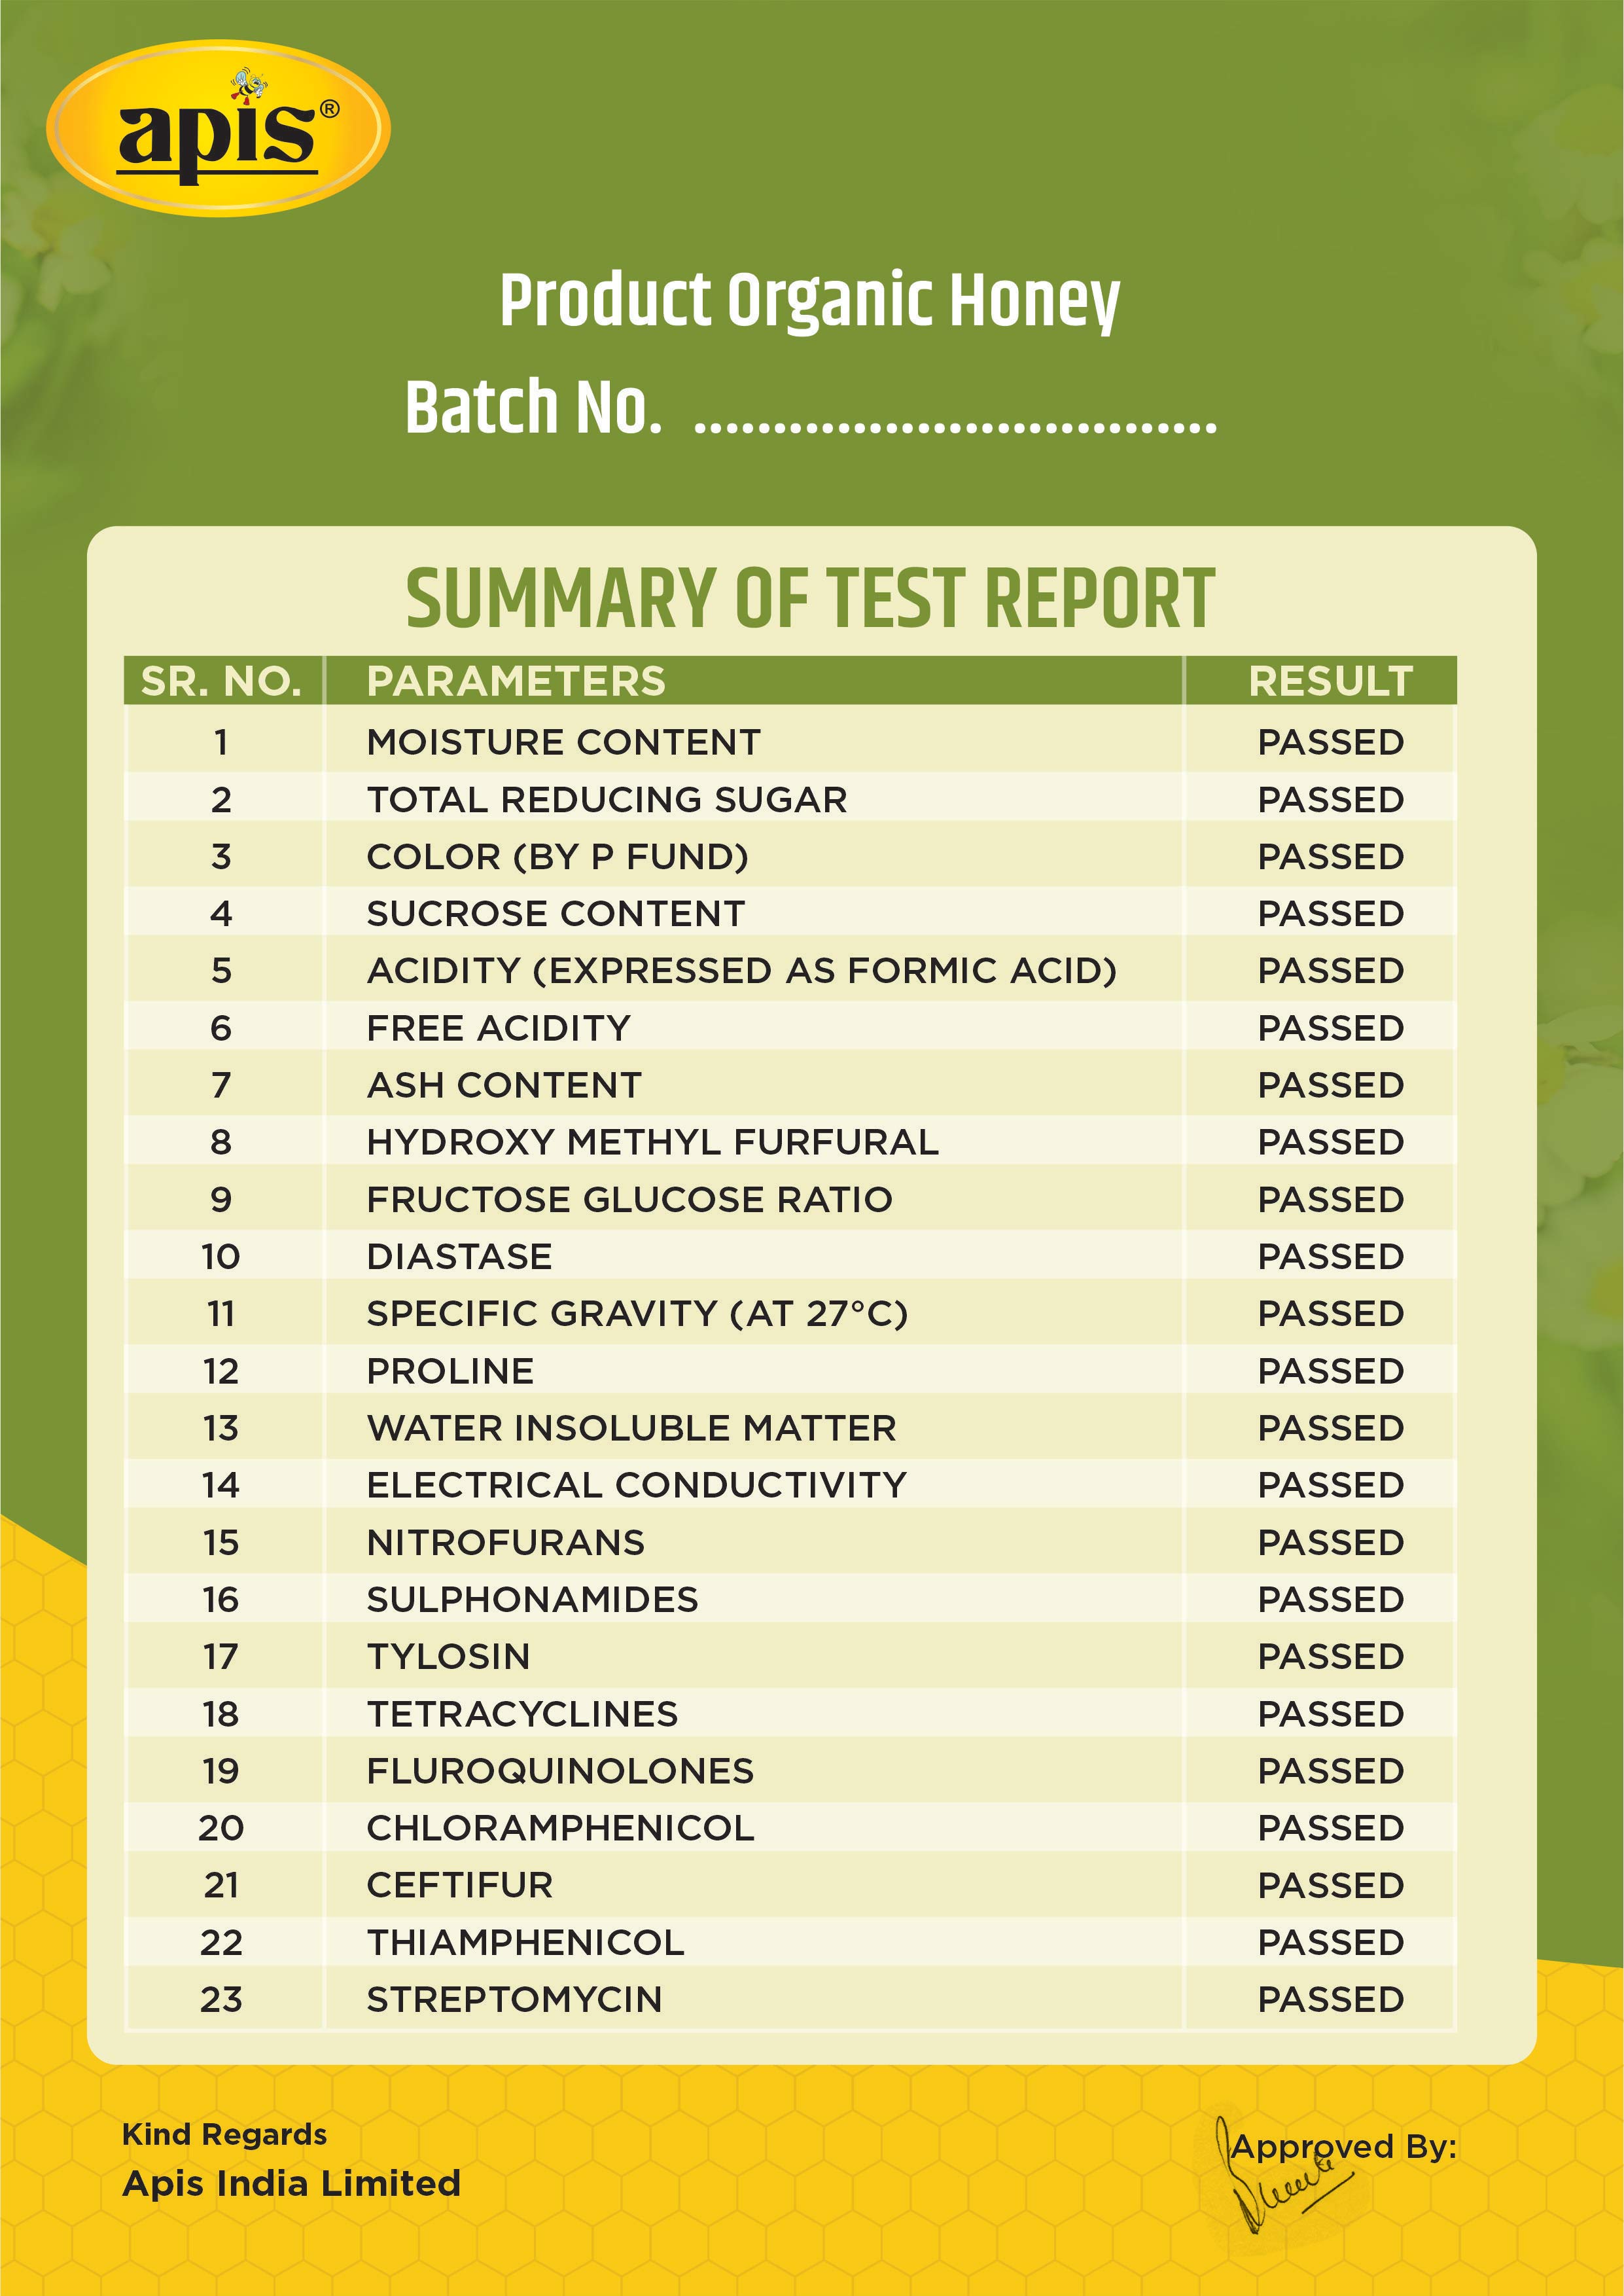 apis®
Product Organic Honey
Batch No. .................................
SUMMARY OF TEST REPORT
SR. NO. PARAMETERS RESULT
1 MOISTURE CONTENT PASSED
2 TOTAL REDUCING SUGAR PASSED
3 COLOR (BY P FUND) PASSED
4 SUCROSE CONTENT PASSED
5 ACIDITY (EXPRESSED AS FORMIC ACID) PASSED
6 FREE ACIDITY PASSED
7 ASH CONTENT PASSED
8 HYDROXY METHYL FURFURAL PASSED
9 FRUCTOSE GLUCOSE RATIO PASSED
10 DIASTASE PASSED
11 SPECIFIC GRAVITY (AT 27°C) PASSED
12 PROLINE PASSED
13 WATER INSOLUBLE MATTER PASSED
14 ELECTRICAL CONDUCTIVITY PASSED
15 NITROFURANS PASSED
16 SULPHONAMIDES PASSED
17 TYLOSIN PASSED
18 TETRACYCLINES PASSED
19 FLUROQUINOLONES PASSED
20 CHLORAMPHENICOL PASSED
21 CEFTIFUR PASSED
22 THIAMPHENICOL PASSED
23 STREPTOMYCIN PASSED
Kind Regards
Apis India Limited
Approved By: